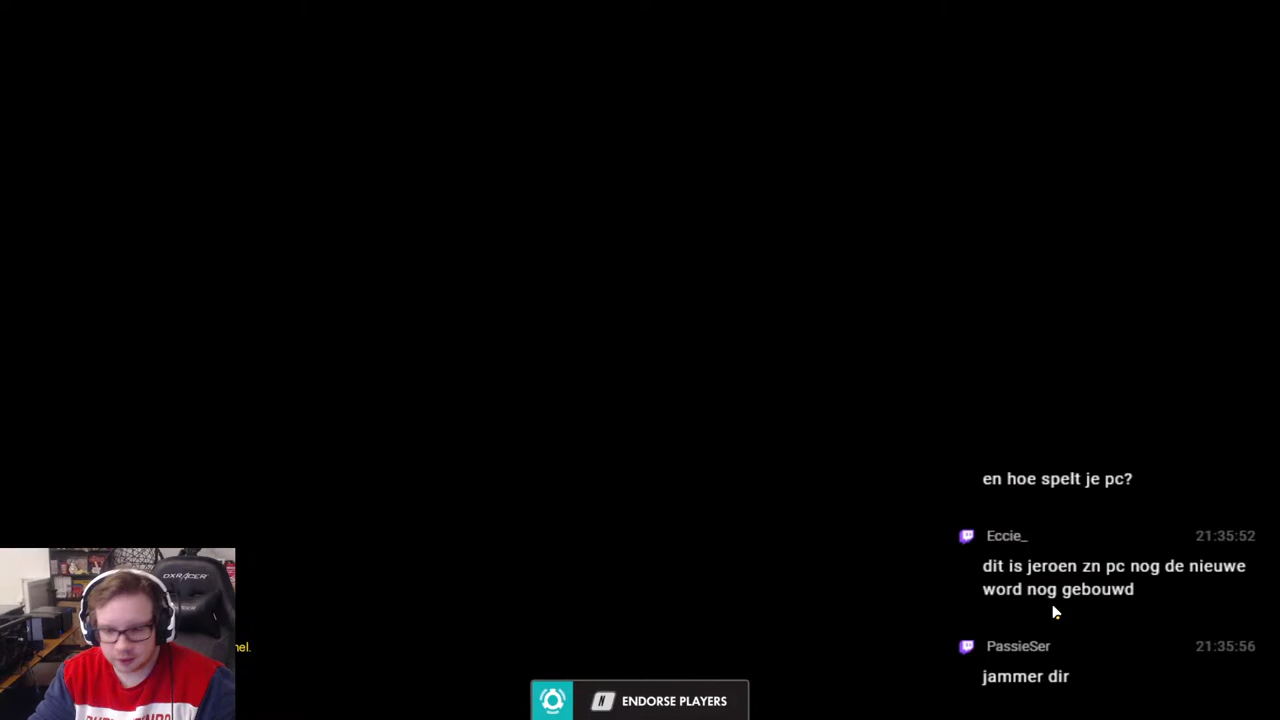 en hoe spelt je pc?
Eccie_ 21:35:52
dit is jeroen zn pc nog de nieuwe
word nog gebouwd
PassieSer 21:35:56
jammer dir
DXRACER
nel.
N ENDORSE PLAYERS